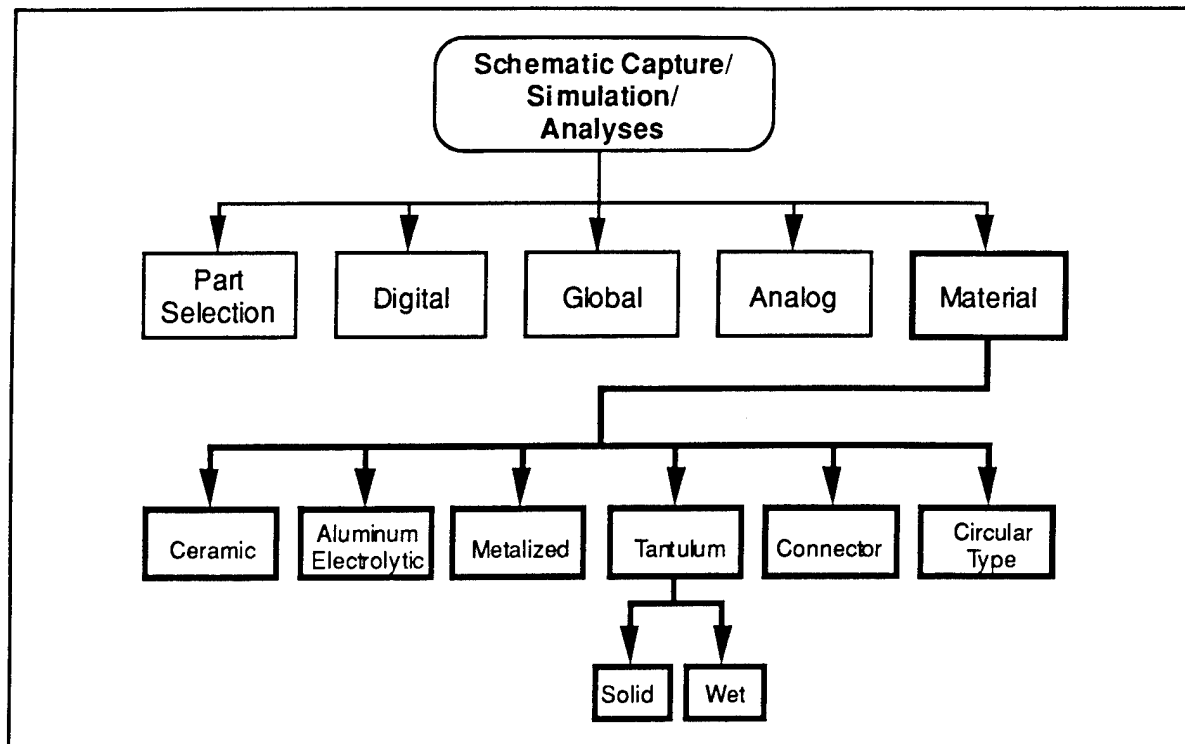 Schematic Capture/
Simulation/
Analyses
Part
Selection
Digital
Global
Analog
Material
Ceramic
Aluminum
Electrolytic
Metalized
Tantulum
Connector
Circular
Type
Solid
Wet